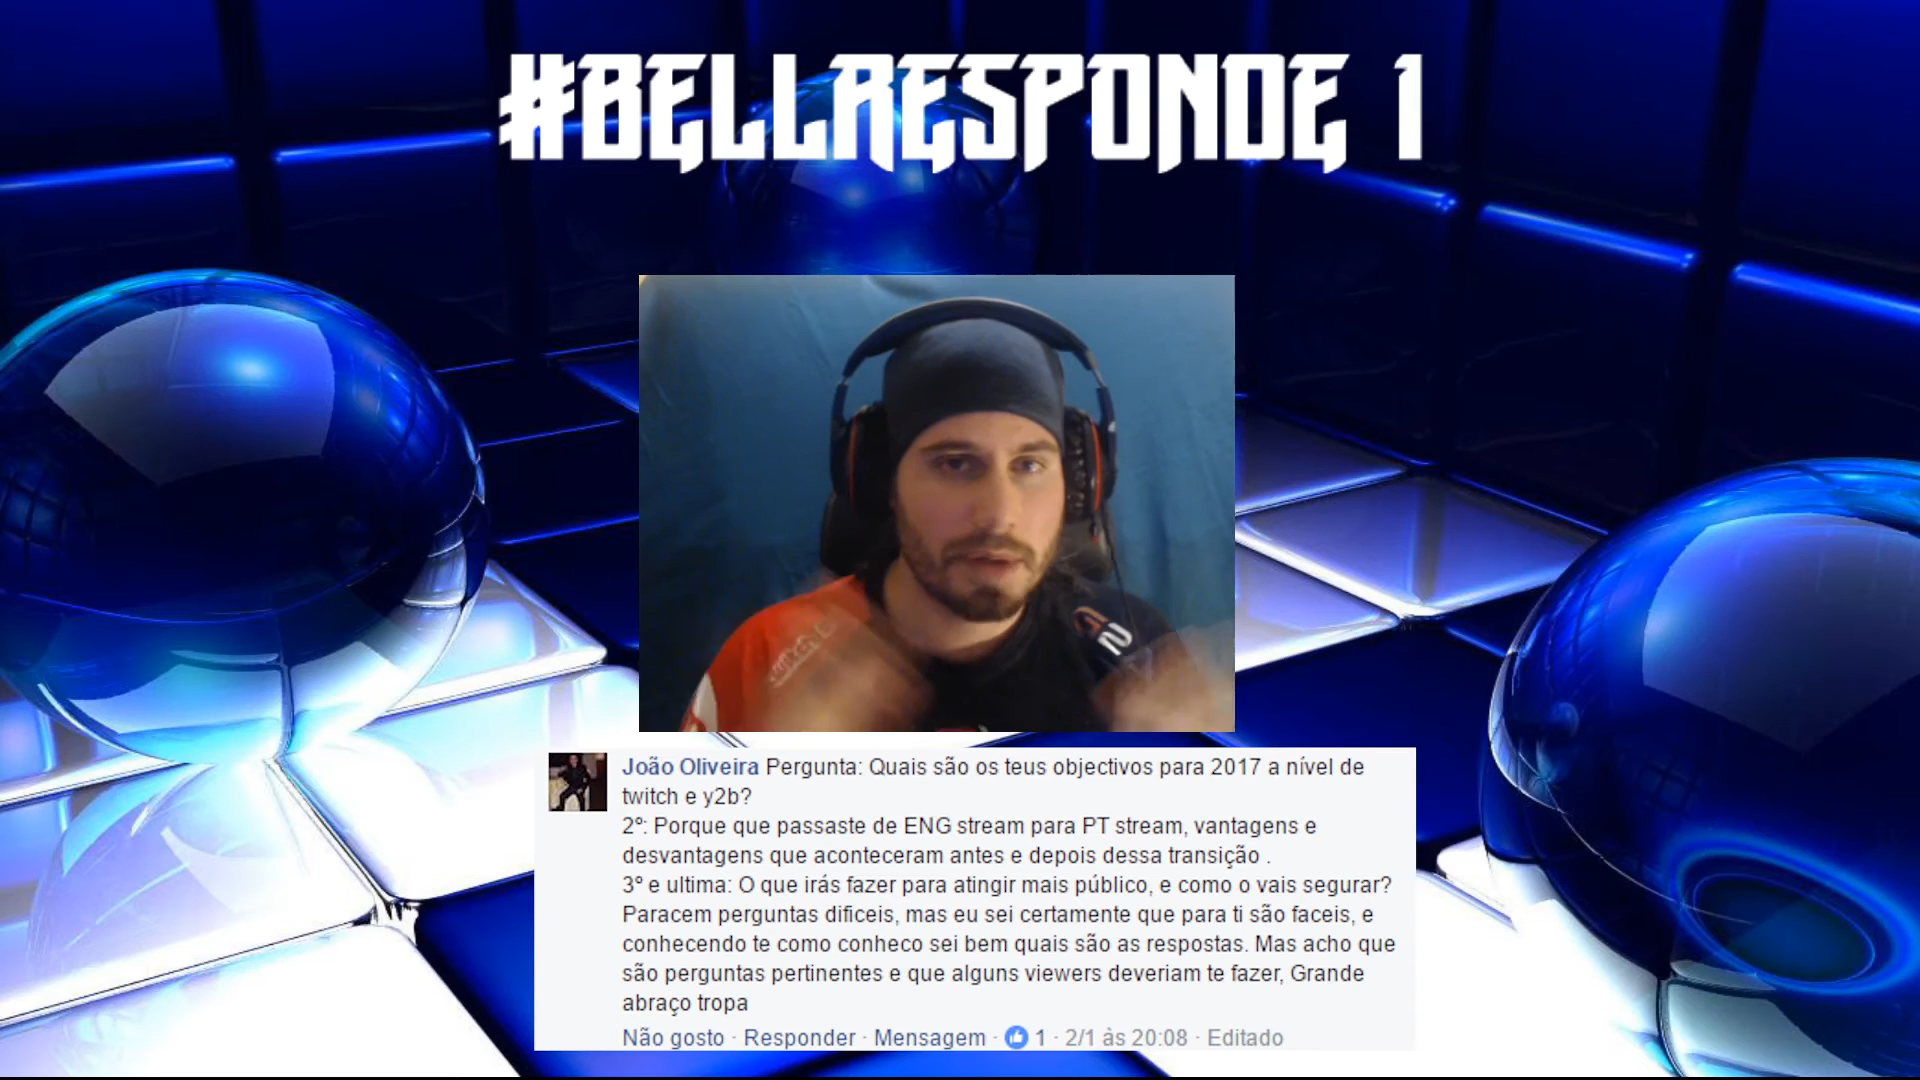 #BELLRESPONDE 1
João Oliveira Pergunta: Quais são os teus objectivos para 2017 a nível de
twitch e y2b?
2º: Porque que passaste de ENG stream para PT stream, vantagens e
desvantagens que aconteceram antes e depois dessa transição .
3º e ultima: O que irás fazer para atingir mais público, e como o vais segurar?
Paracem perguntas dificeis, mas eu sei certamente que para ti são faceis, e
conhecendo te como conheco sei bem quais são as respostas. Mas acho que
são perguntas pertinentes e que alguns viewers deveriam te fazer, Grande
abraço tropa
Não gosto · Responder · Mensagem · 1 · 2/1 às 20:08 · Editado